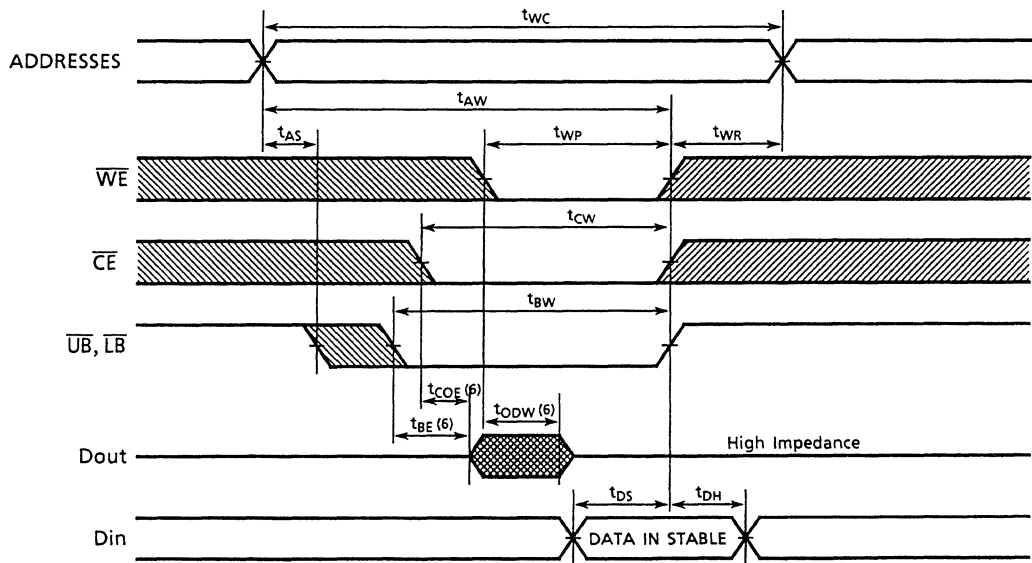 tWC
ADDRESSES
tAW
tAS
tWP
tWR
WE
tCW
CE
tBW
UB, LB
tCOE (6)
tODW (6)
tBE (6)
High Impedance
Dout
tDS
tDH
Din
DATA IN STABLE